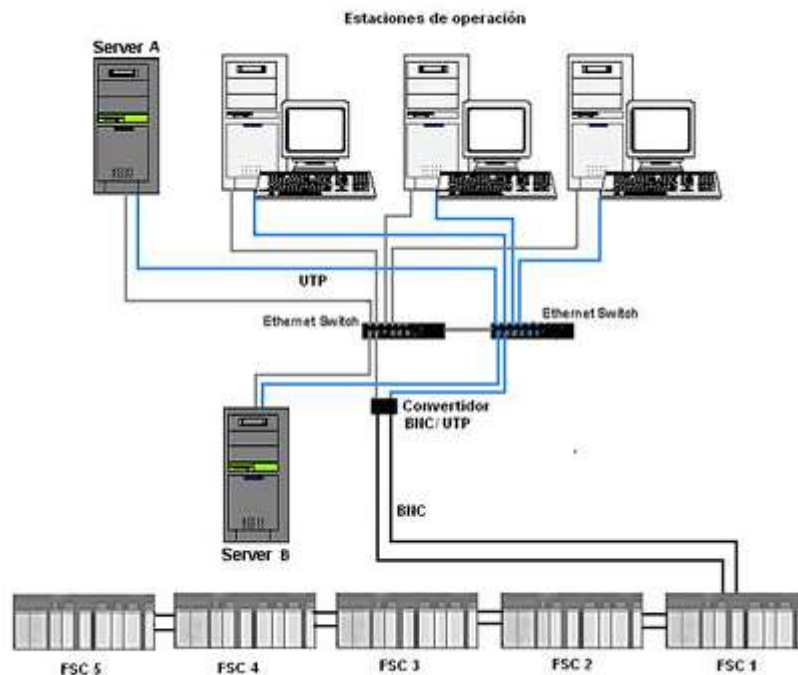 Estaciones de operación
Server A
UTP
Ethernet Switch
Ethernet Switch
Convertidor
BNC/ UTP
BNC
Server B
FSC 5
FSC 4
FSC 3
FSC 2
FSC 1